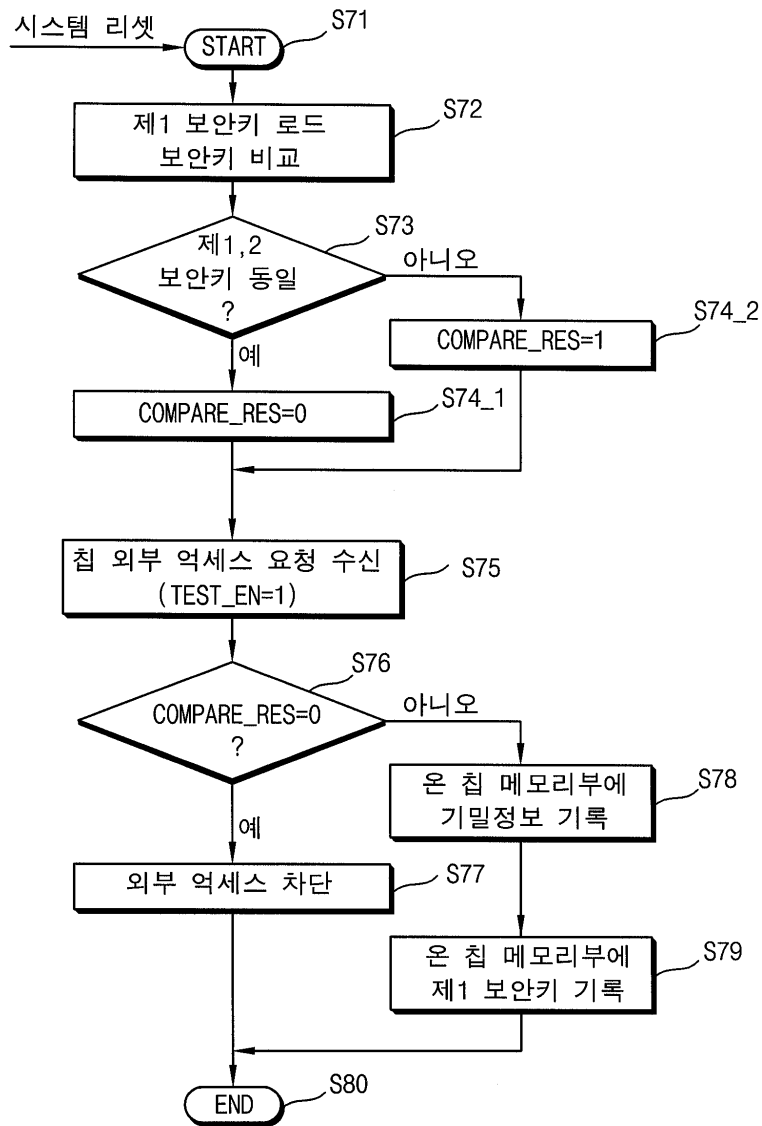 시스템 리셋
START
S71
제1 보안키 로드
보안키 비교
S72
S73
제1,2
보안키 동일
?
아니오
예
COMPARE_RES=1
S74_2
COMPARE_RES=0
S74_1
칩 외부 억세스 요청 수신
(TEST_EN=1)
S75
S76
COMPARE_RES=0
?
아니오
예
온 칩 메모리부에
기밀정보 기록
S78
외부 억세스 차단
S77
온 칩 메모리부에
제1 보안키 기록
S79
END
S80